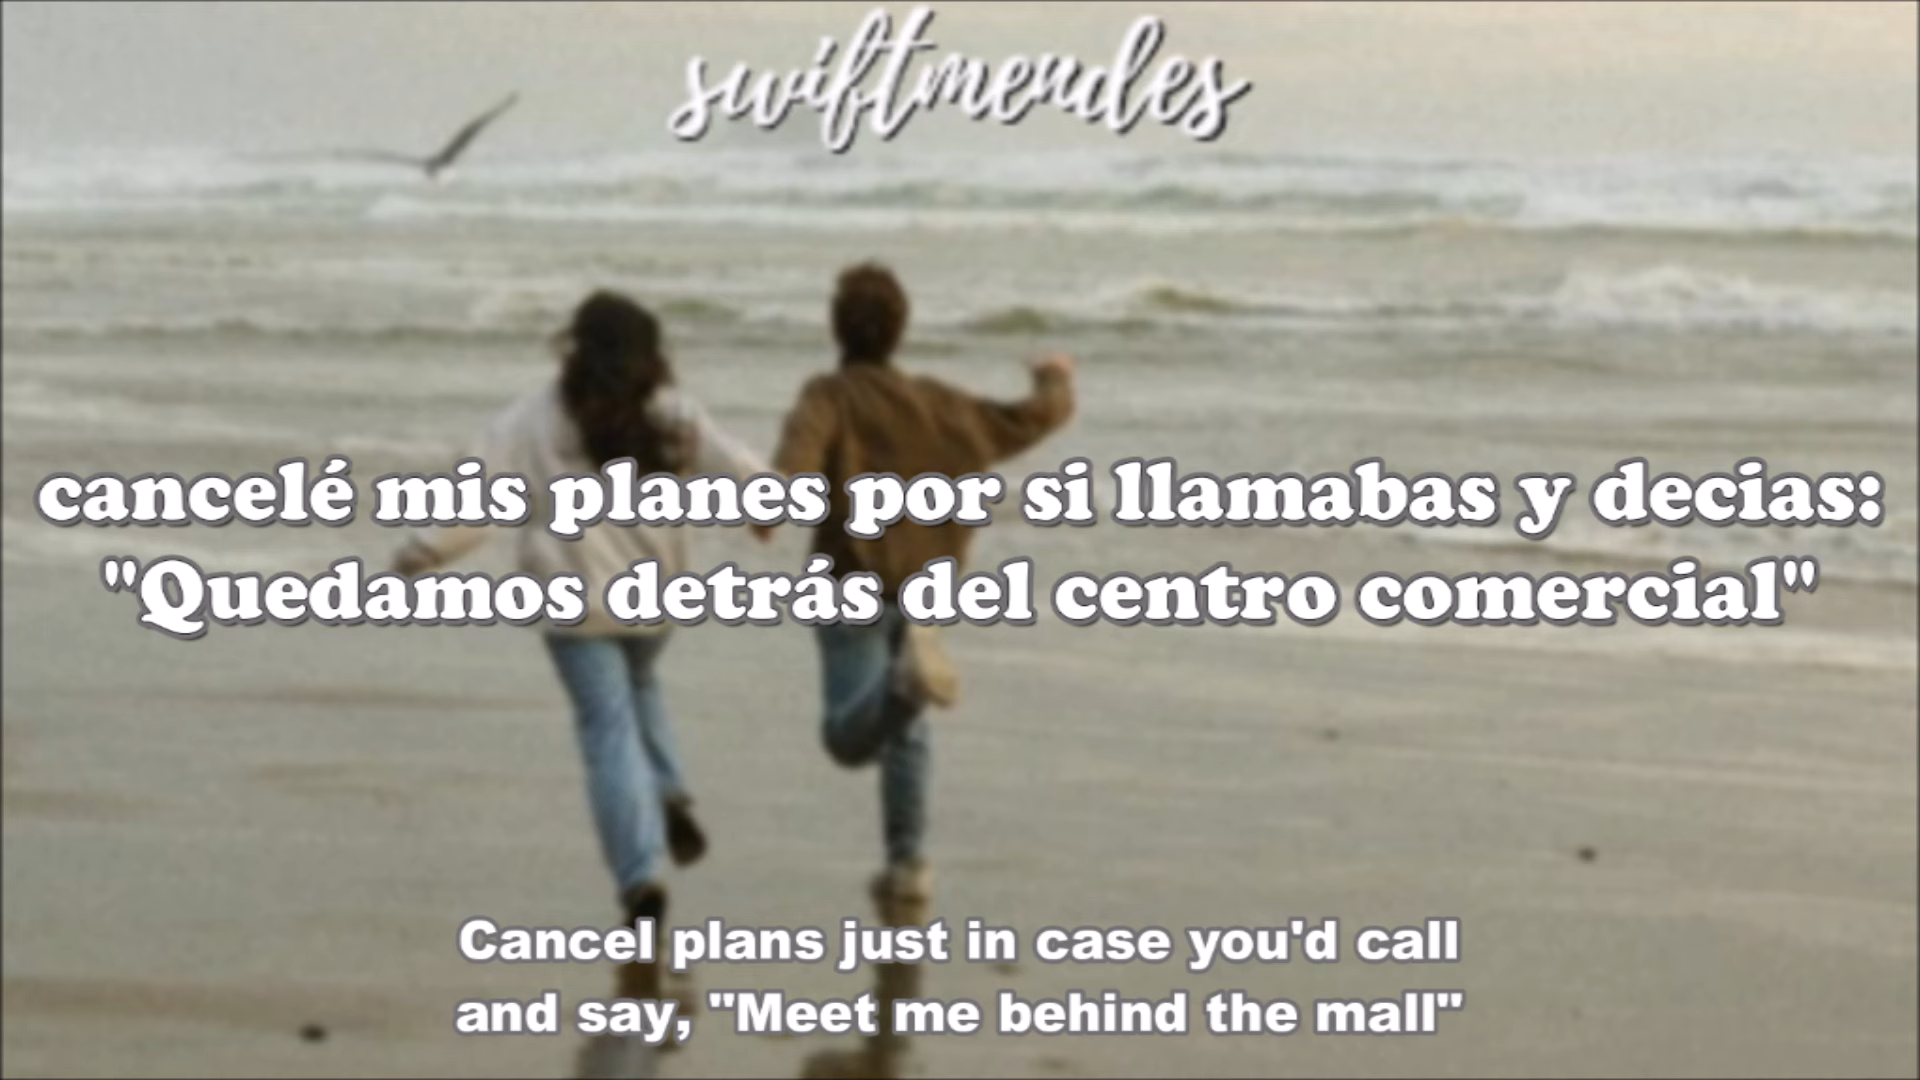 swiftmendes
cancelé mis planes por si llamabas y decias:
"Quedamos detrás del centro comercial"
Cancel plans just in case you'd call
and say, "Meet me behind the mall"